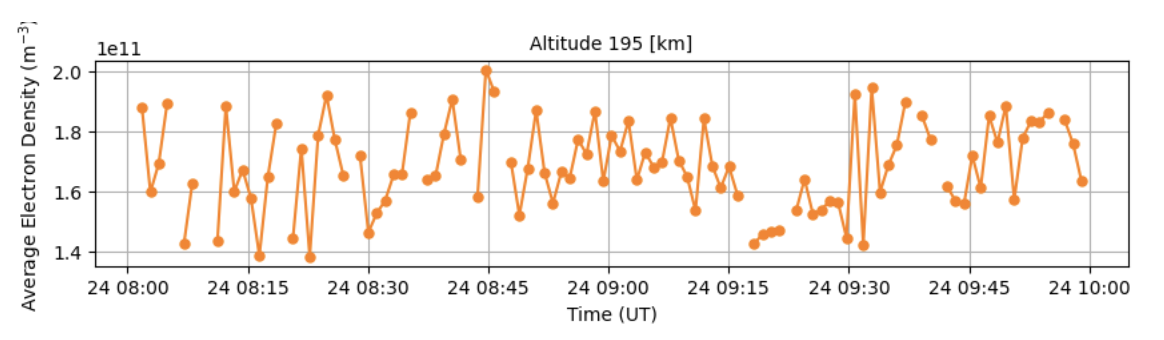 Altitude 195 [km]
1e11
Average Electron Density (m⁻³)
2.0
1.8
1.6
1.4
24 08:00 24 08:15 24 08:30 24 08:45 24 09:00 24 09:15 24 09:30 24 09:45 24 10:00
Time (UT)